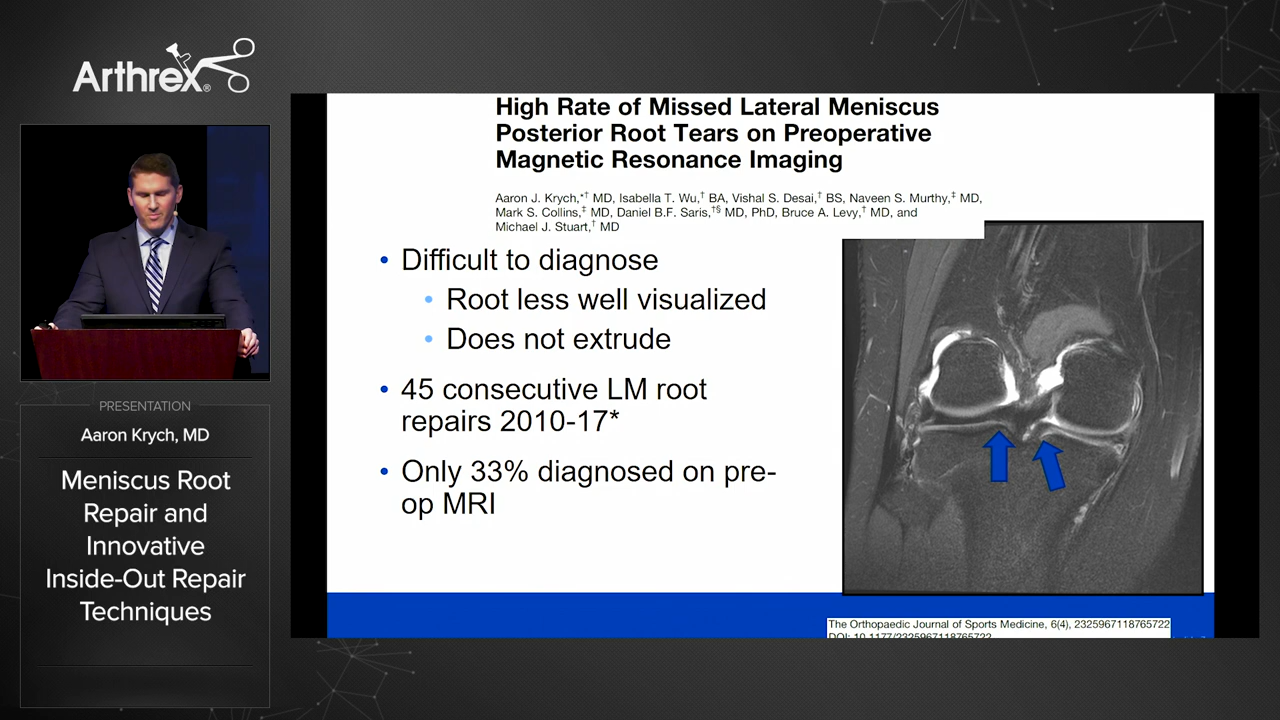 Arthrex®
PRESENTATION
Aaron Krych, MD
Meniscus Root
Repair and
Innovative
Inside-Out Repair
Techniques
High Rate of Missed Lateral Meniscus
Posterior Root Tears on Preoperative
Magnetic Resonance Imaging
Aaron J. Krych,*† MD, Isabella T. Wu,† BA, Vishal S. Desai,† BS, Naveen S. Murthy,‡ MD,
Mark S. Collins,‡ MD, Daniel B.F. Saris,†§ MD, PhD, Bruce A. Levy,† MD, and
Michael J. Stuart,† MD
• Difficult to diagnose
• Root less well visualized
• Does not extrude
• 45 consecutive LM root
repairs 2010-17*
• Only 33% diagnosed on pre-
op MRI
The Orthopaedic Journal of Sports Medicine, 6(4), 2325967118765722
DOI: 10.1177/2325967118765722